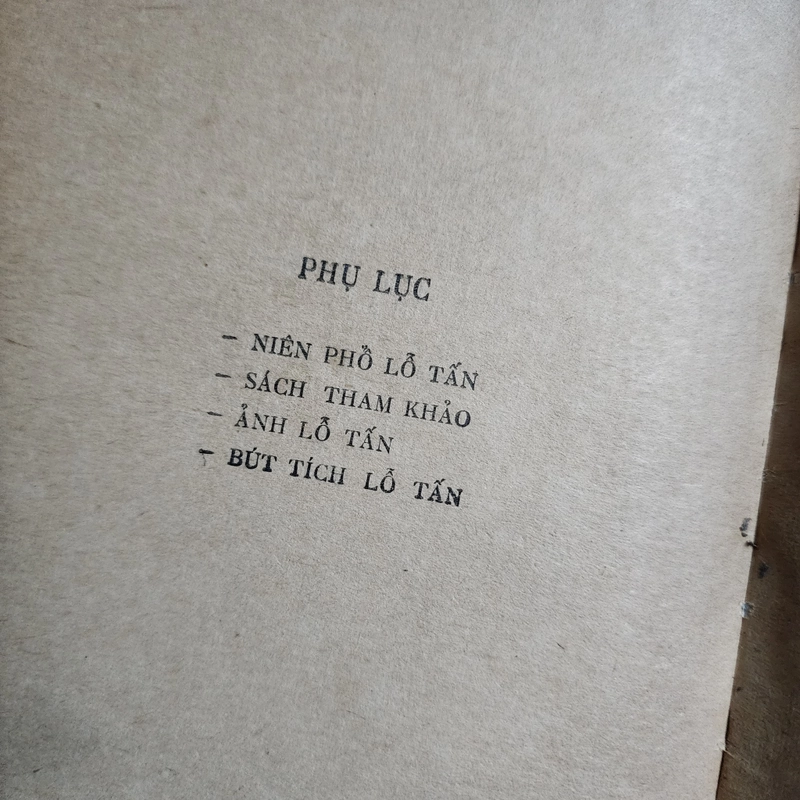 PHỤ LỤC
– NIÊN PHỔ LỖ TẤN
– SÁCH THAM KHẢO
– ẢNH LỖ TẤN
– BÚT TÍCH LỖ TẤN